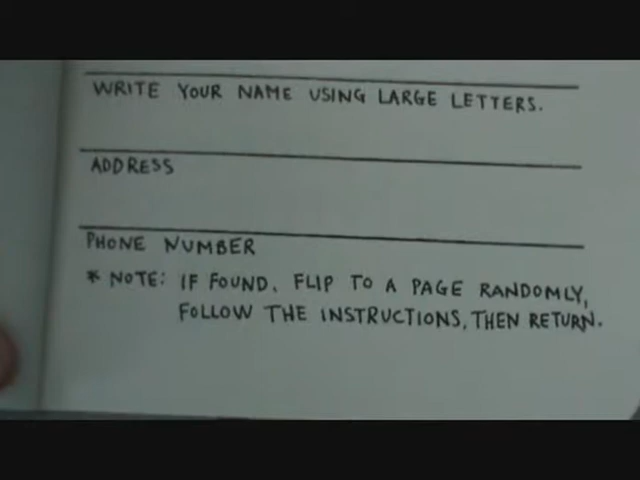 WRITE YOUR NAME USING LARGE LETTERS.
ADDRESS
PHONE NUMBER
* NOTE: IF FOUND, FLIP TO A PAGE RANDOMLY,
FOLLOW THE INSTRUCTIONS, THEN RETURN.